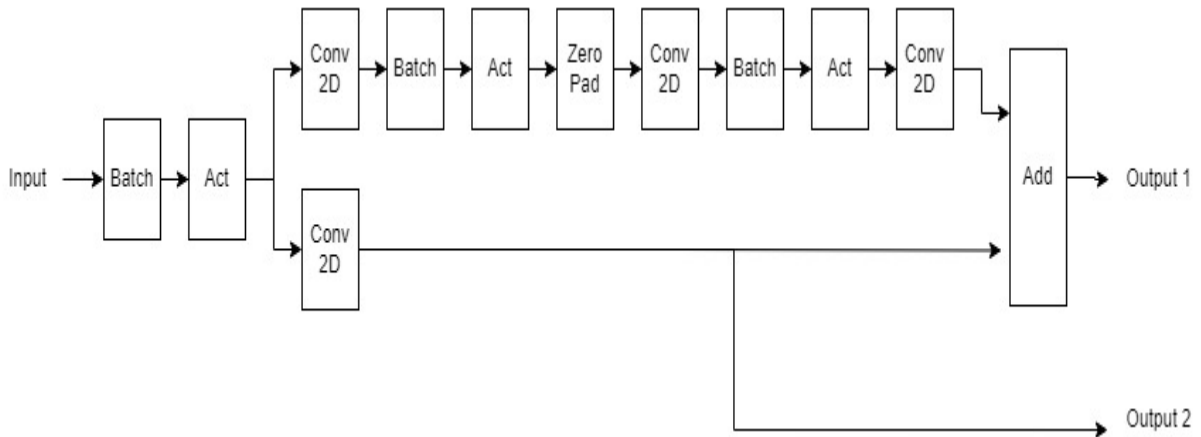 Conv
2D
Batch
Act
Zero
Pad
Conv
2D
Batch
Act
Conv
2D
Input
Batch
Act
Conv
2D
Add
Output 1
Output 2